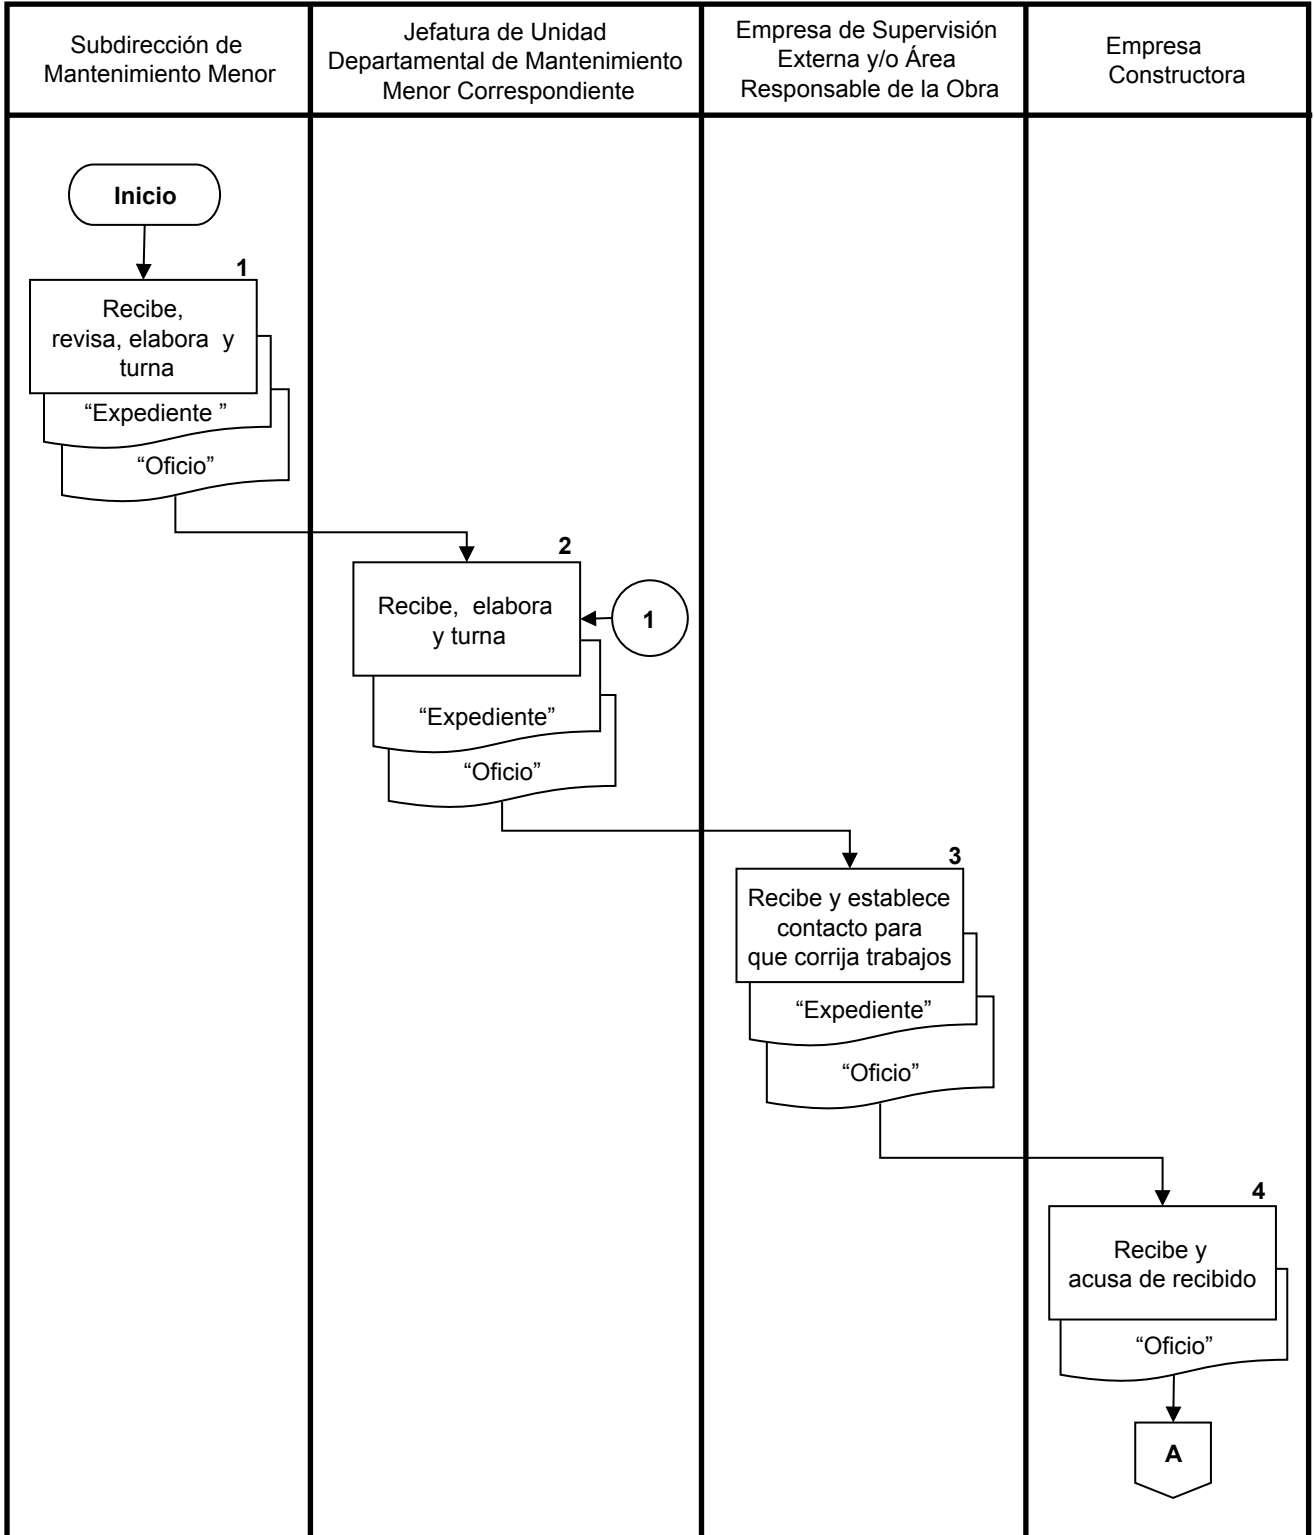 Subdirección de
Mantenimiento Menor
Jefatura de Unidad
Departamental de Mantenimiento
Menor Correspondiente
Empresa de Supervisión
Externa y/o Área
Responsable de la Obra
Empresa
Constructora
Inicio
1
Recibe,
revisa, elabora y
turna
“Expediente ”
“Oficio”
2
Recibe, elabora
y turna
1
“Expediente”
“Oficio”
3
Recibe y establece
contacto para
que corrija trabajos
“Expediente”
“Oficio”
4
Recibe y
acusa de recibido
“Oficio”
A